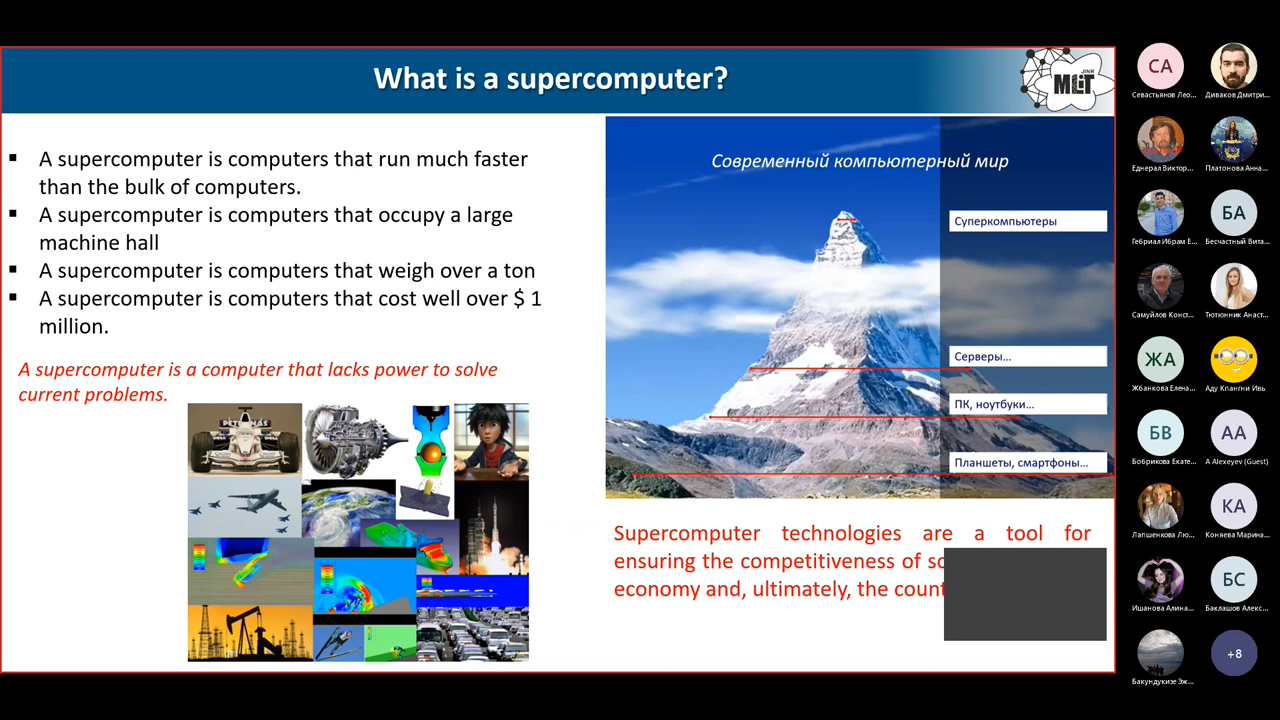 What is a supercomputer?
JINR
MLIT
A supercomputer is computers that run much faster
than the bulk of computers.
A supercomputer is computers that occupy a large
machine hall
A supercomputer is computers that weigh over a ton
A supercomputer is computers that cost well over $ 1
million.
A supercomputer is a computer that lacks power to solve
current problems.
PETRONAS
Современный компьютерный мир
Суперкомпьютеры
Серверы...
ПК, ноутбуки...
Планшеты, смартфоны...
Supercomputer technologies are a tool for
ensuring the competitiveness of
economy and, ultimately, the
СА
Севастьянов Лео...
Диваков Дмитри...
Еднерал Виктор...
Платонова Анна...
Гебриал Ибрам Е...
БА
Бесчастный Вита...
Самуйлов Конст...
Тютюнник Анаст...
ЖА
Жбанкова Елена...
Аду Кпангни Ивь
БВ
Бобрикова Екате...
AA
A Alexeyev (Guest)
Лапшенкова Лю...
КА
Коняева Марина...
Ишанова Алина...
БС
Баклашов Алекс...
Бакундукизе Эж...
+8